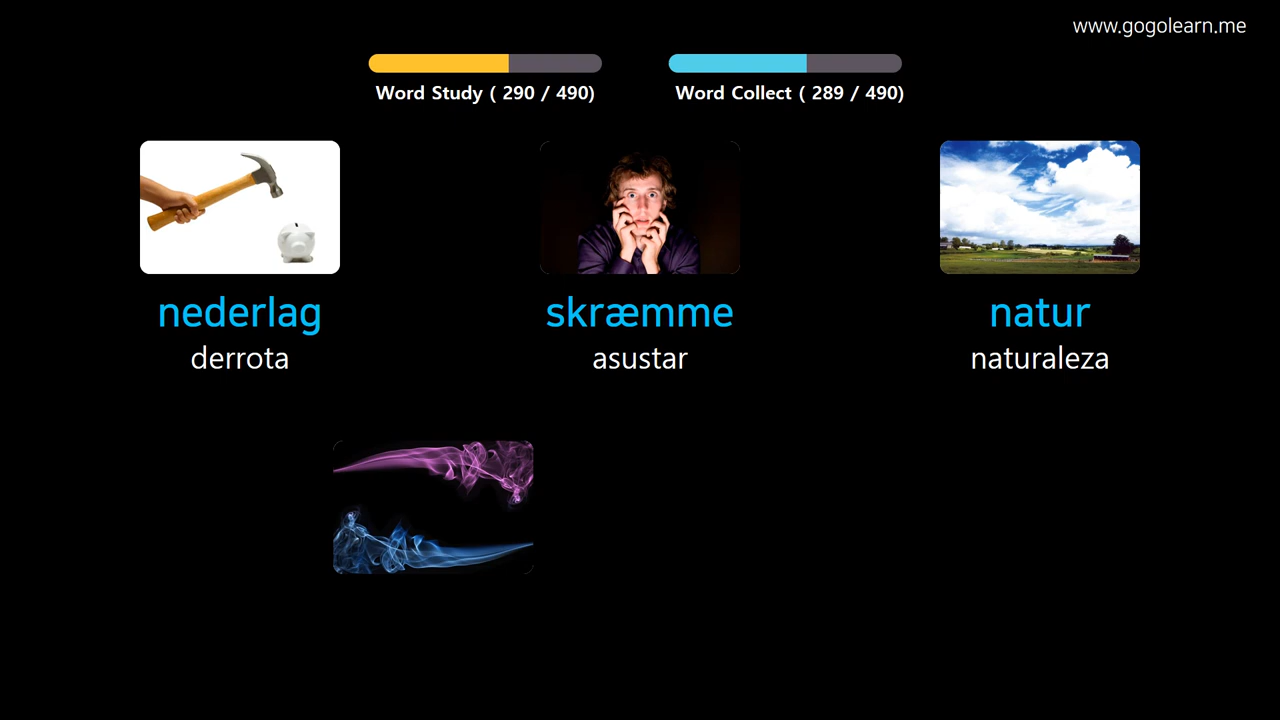 www.gogolearn.me
Word Study ( 290 / 490)
Word Collect ( 289 / 490)
nederlag
derrota
skræmme
asustar
natur
naturaleza